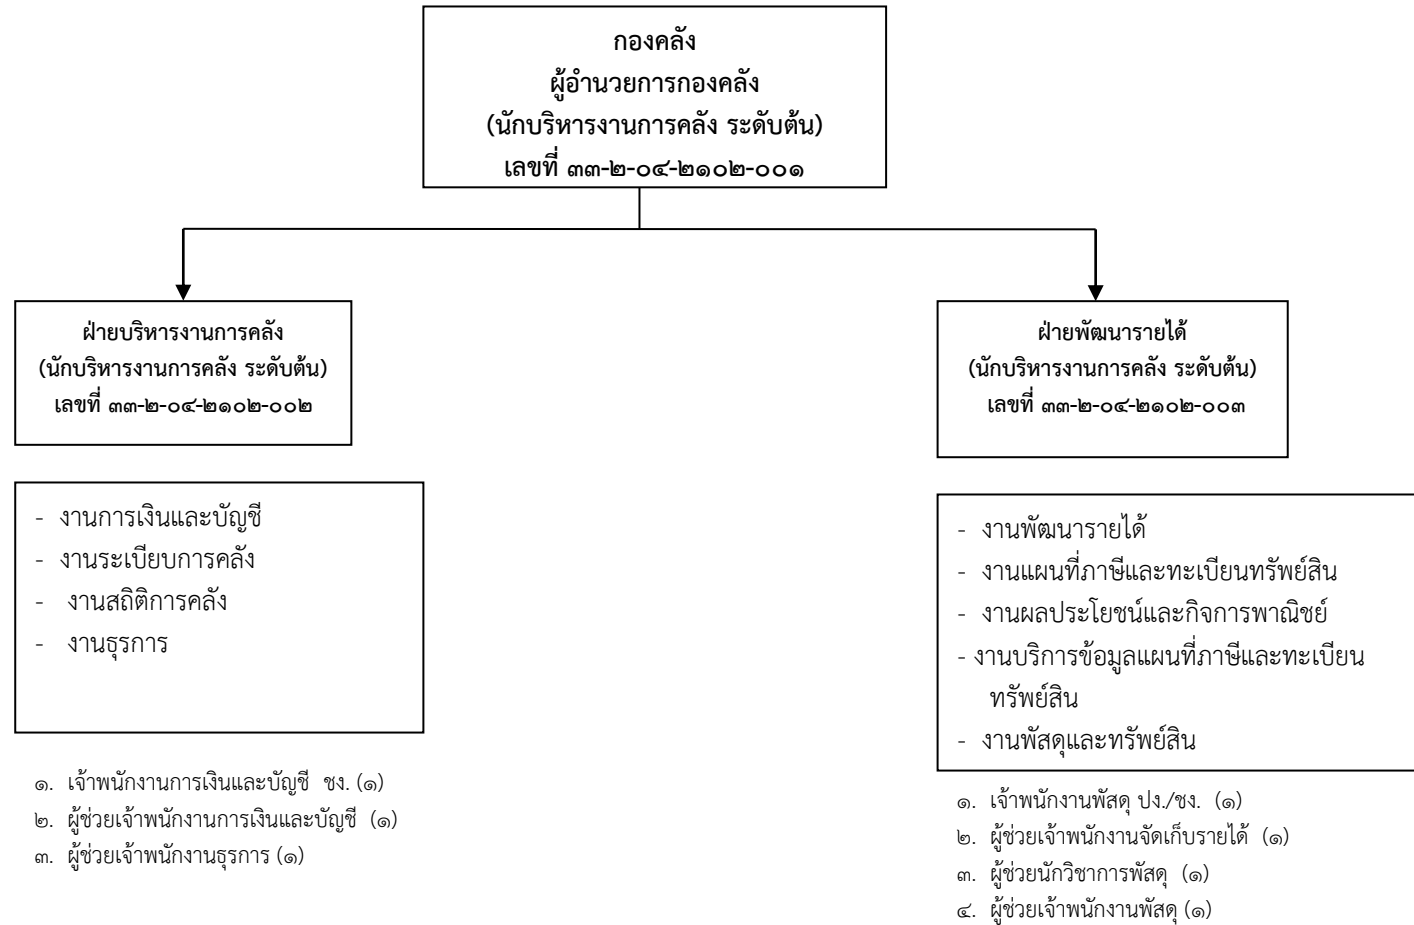 กองคลัง
ผู้อำนวยการกองคลัง
(นักบริหารงานการคลัง ระดับต้น)
เลขที่ ๓๓-๒-๐๔-๒๑๐๒-๐๐๑
ฝ่ายบริหารงานการคลัง
(นักบริหารงานการคลัง ระดับต้น)
เลขที่ ๓๓-๒-๐๔-๒๑๐๒-๐๐๒
- งานการเงินและบัญชี
- งานระเบียบการคลัง
- งานสถิติการคลัง
- งานธุรการ
๑. เจ้าพนักงานการเงินและบัญชี ชง. (๑)
๒. ผู้ช่วยเจ้าพนักงานการเงินและบัญชี (๑)
๓. ผู้ช่วยเจ้าพนักงานธุรการ (๑)
ฝ่ายพัฒนารายได้
(นักบริหารงานการคลัง ระดับต้น)
เลขที่ ๓๓-๒-๐๔-๒๑๐๒-๐๐๓
- งานพัฒนารายได้
- งานแผนที่ภาษีและทะเบียนทรัพย์สิน
- งานผลประโยชน์และกิจการพาณิชย์
- งานบริการข้อมูลแผนที่ภาษีและทะเบียน
ทรัพย์สิน
- งานพัสดุและทรัพย์สิน
๑. เจ้าพนักงานพัสดุ ปง./ชง. (๑)
๒. ผู้ช่วยเจ้าพนักงานจัดเก็บรายได้ (๑)
๓. ผู้ช่วยนักวิชาการพัสดุ (๑)
๔. ผู้ช่วยเจ้าพนักงานพัสดุ (๑)